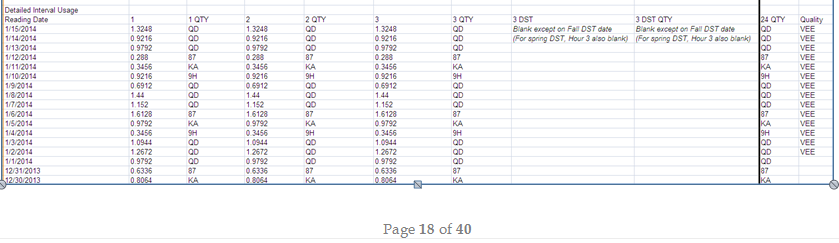 Detailed Interval Usage
Reading Date 1 1 QTY 2 2 QTY 3 3 QTY 3 DST 3 DST QTY 24 QTY Quality
1/15/2014 1.3248 QD 1.3248 QD 1.3248 QD Blank except on Fall DST date Blank except on Fall DST date QD VEE
1/14/2014 0.9216 QD 0.9216 QD 0.9216 QD (For spring DST, Hour 3 also blank) (For spring DST, Hour 3 also blank) QD VEE
1/13/2014 0.9792 QD 0.9792 QD 0.9792 QD QD VEE
1/12/2014 0.288 87 0.288 87 0.288 87 87 VEE
1/11/2014 0.3456 KA 0.3456 KA 0.3456 KA KA VEE
1/10/2014 0.9216 9H 0.9216 9H 0.9216 9H 9H VEE
1/9/2014 0.6912 QD 0.6912 QD 0.6912 QD QD VEE
1/8/2014 1.44 QD 1.44 QD 1.44 QD QD VEE
1/7/2014 1.152 QD 1.152 QD 1.152 QD QD VEE
1/6/2014 1.6128 87 1.6128 87 1.6128 87 87 VEE
1/5/2014 0.9792 KA 0.9792 KA 0.9792 KA KA VEE
1/4/2014 0.3456 9H 0.3456 9H 0.3456 9H 9H VEE
1/3/2014 1.0944 QD 1.0944 QD 1.0944 QD QD VEE
1/2/2014 1.2672 QD 1.2672 QD 1.2672 QD QD VEE
1/1/2014 0.9792 QD 0.9792 QD 0.9792 QD QD
12/31/2013 0.6336 87 0.6336 87 0.6336 87 87
12/30/2013 0.8064 KA 0.8064 KA 0.8064 KA KA
Page 18 of 40